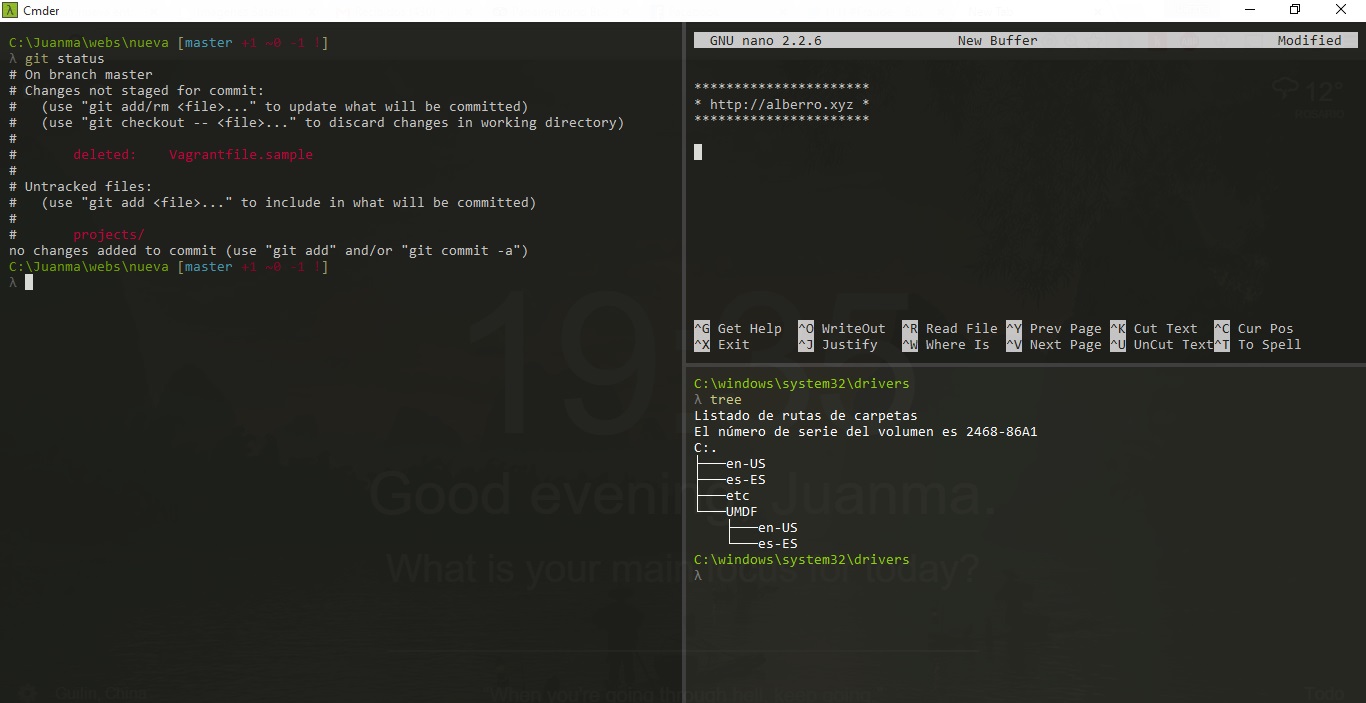 Cmder
C:\Juanma\webs\nueva [master +1 ~0 -1 !]
λ git status
# On branch master
# Changes not staged for commit:
#   (use "git add/rm <file>..." to update what will be committed)
#   (use "git checkout -- <file>..." to discard changes in working directory)
#
#       deleted:    Vagrantfile.sample
#
# Untracked files:
#   (use "git add <file>..." to include in what will be committed)
#
#       projects/
no changes added to commit (use "git add" and/or "git commit -a")
C:\Juanma\webs\nueva [master +1 ~0 -1 !]
λ
GNU nano 2.2.6 New Buffer Modified
**********************
* http://alberro.xyz *
**********************
^G Get Help ^O WriteOut ^R Read File ^Y Prev Page ^K Cut Text ^C Cur Pos
^X Exit ^J Justify ^W Where Is ^V Next Page ^U UnCut Text ^T To Spell
C:\windows\system32\drivers
λ tree
Listado de rutas de carpetas
El número de serie del volumen es 2468-86A1
C:.
├───en-US
├───es-ES
├───etc
└───UMDF
    ├───en-US
    └───es-ES
C:\windows\system32\drivers
λ
12°
ROSARIO
19:35
Good evening, Juanma.
What is your main focus for today?
Guilin, China
"When you're going through hell, keep going."
Todo